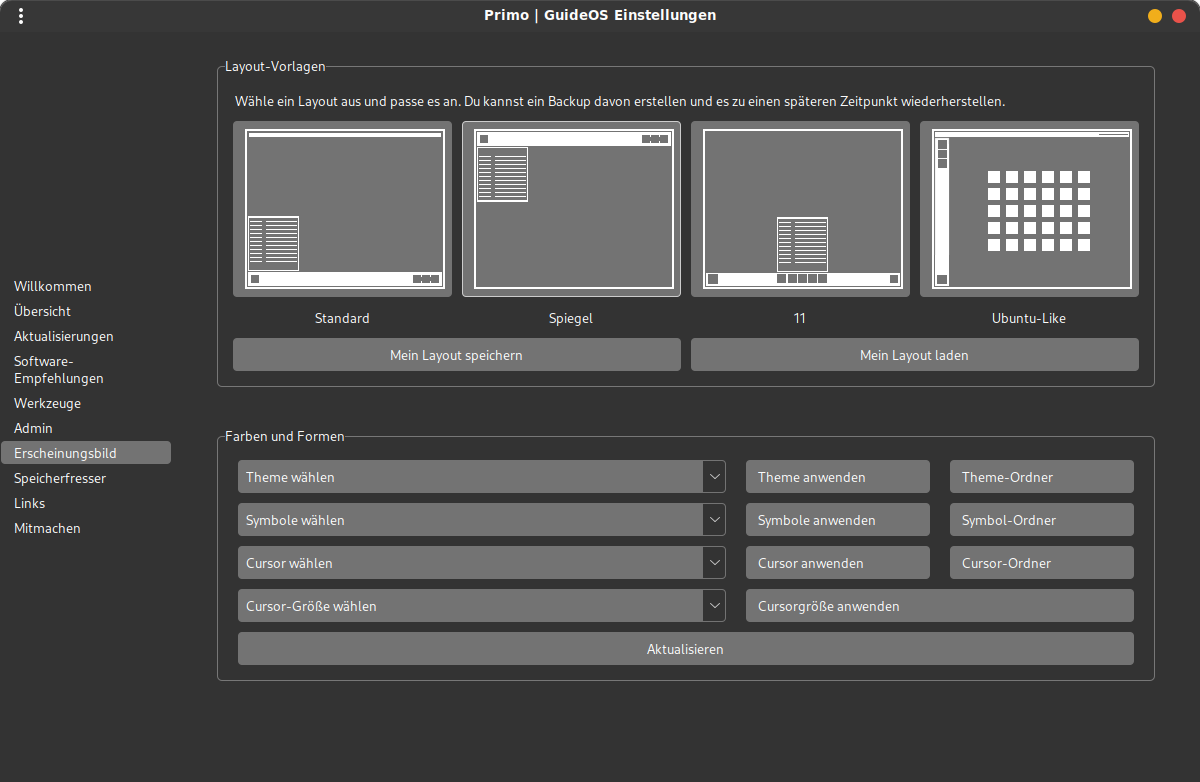 Primo | GuideOS Einstellungen
Willkommen
Übersicht
Aktualisierungen
Software-
Empfehlungen
Werkzeuge
Admin
Erscheinungsbild
Speicherfresser
Links
Mitmachen
Layout-Vorlagen
Wähle ein Layout aus und passe es an. Du kannst ein Backup davon erstellen und es zu einen späteren Zeitpunkt wiederherstellen.
Standard
Spiegel
11
Ubuntu-Like
Mein Layout speichern
Mein Layout laden
Farben und Formen
Theme wählen
Theme anwenden
Theme-Ordner
Symbole wählen
Symbole anwenden
Symbol-Ordner
Cursor wählen
Cursor anwenden
Cursor-Ordner
Cursor-Größe wählen
Cursorgröße anwenden
Aktualisieren